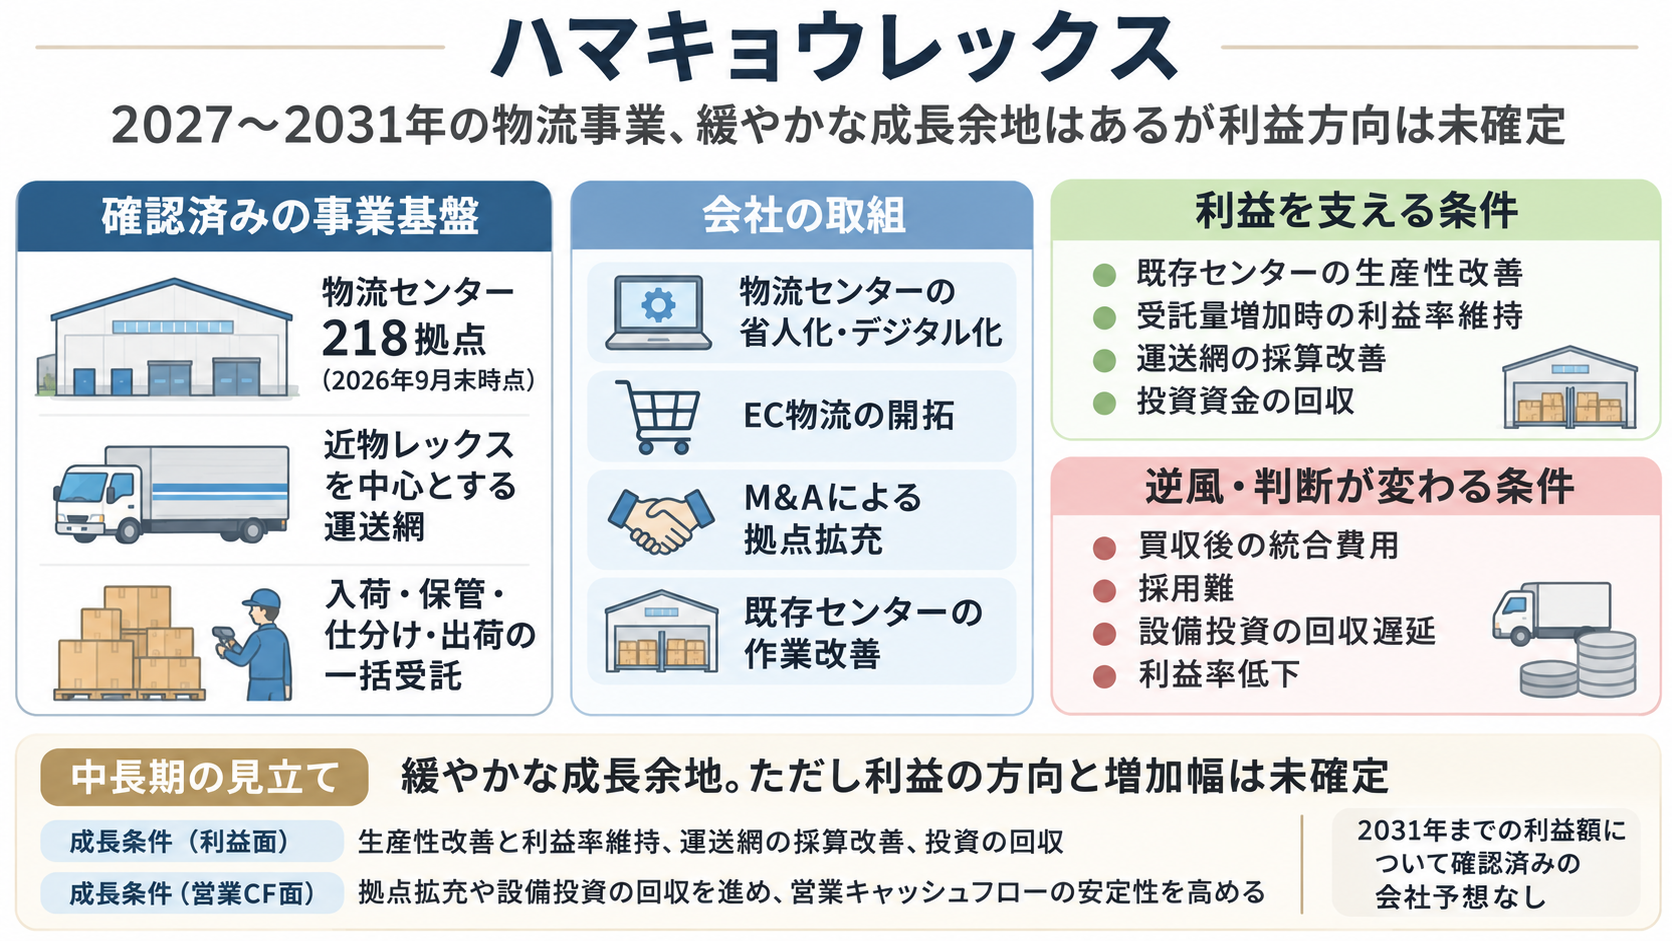 ハマキョウレックス
2027～2031年の物流事業、緩やかな成長余地はあるが利益方向は未確定
確認済みの事業基盤
物流センター
218拠点
（2026年9月末時点）
近物レックス
を中心とする
運送網
入荷・保管・
仕分け・出荷の
一括受託
会社の取組
物流センターの
省人化・デジタル化
EC物流の開拓
M&Aによる
拠点拡充
既存センターの
作業改善
利益を支える条件
既存センターの生産性改善
受託量増加時の利益率維持
運送網の採算改善
投資資金の回収
逆風・判断が変わる条件
買収後の統合費用
採用難
設備投資の回収遅延
利益率低下
中長期の見立て
緩やかな成長余地。ただし利益の方向と増加幅は未確定
成長条件（利益面）
生産性改善と利益率維持、運送網の採算改善、投資の回収
成長条件（営業CF面）
拠点拡充や設備投資の回収を進め、営業キャッシュフローの安定性を高める
2031年までの利益額に
ついて確認済みの
会社予想なし